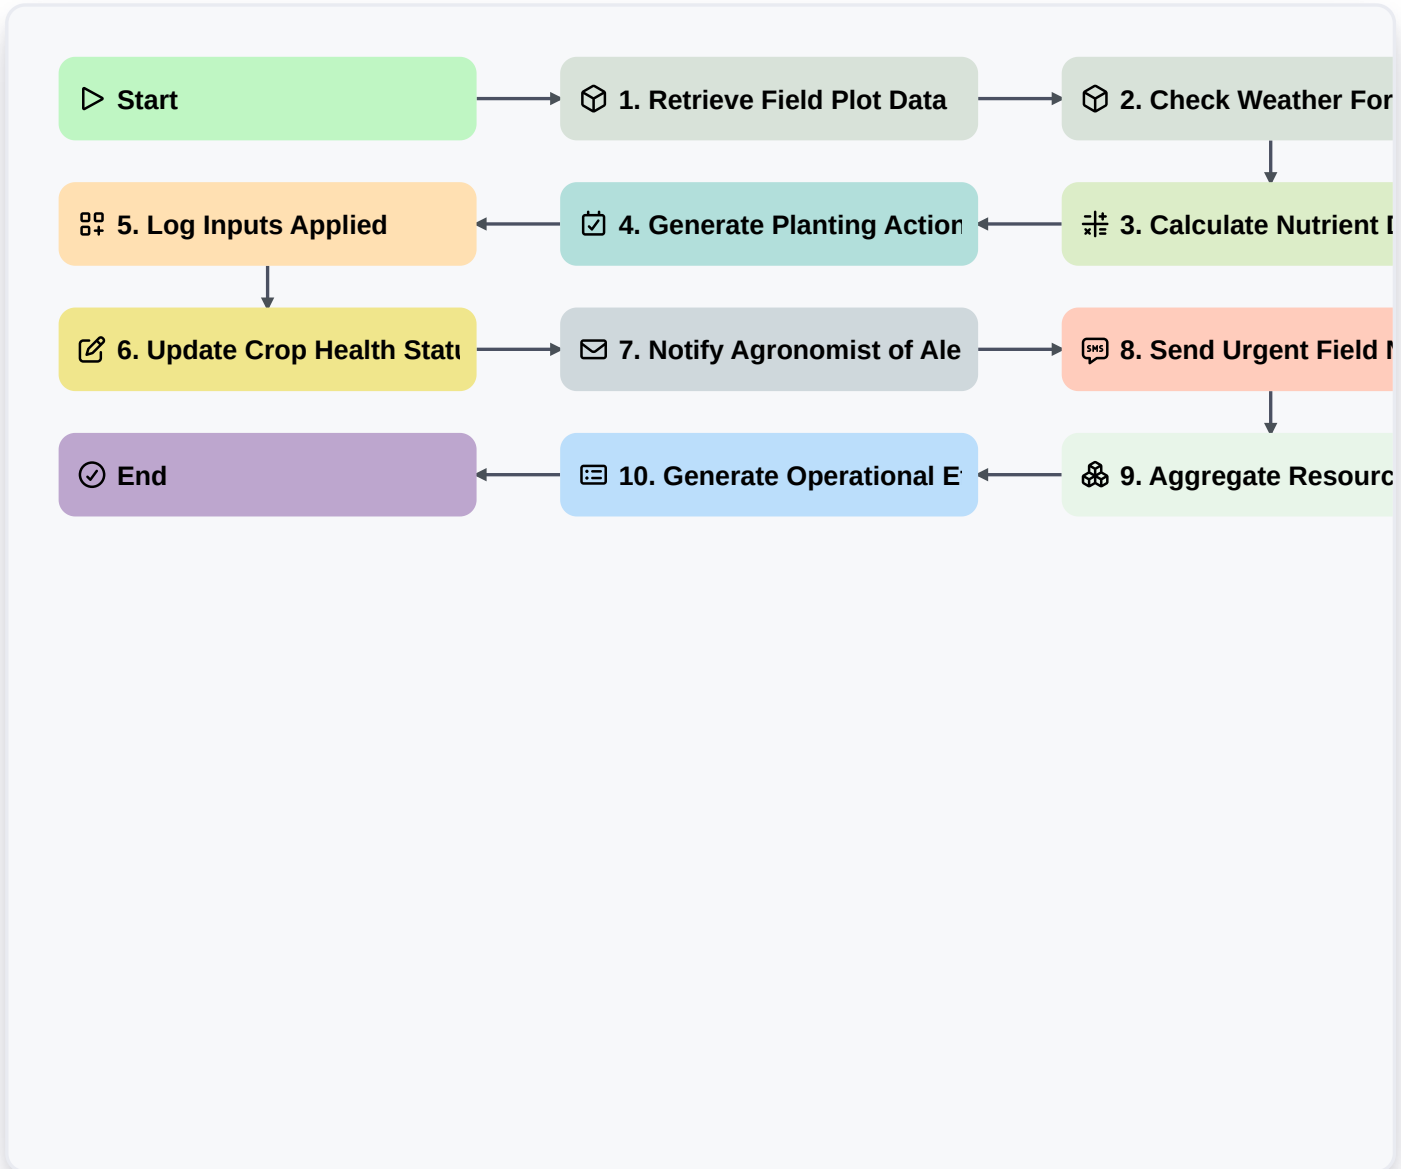 Start
1. Retrieve Field Plot Data
2. Check Weather For
5. Log Inputs Applied
4. Generate Planting Action
3. Calculate Nutrient
6. Update Crop Health
7. Notify Agronomist of Ale
8. Send Urgent Field
End
10. Generate Operational
9. Aggregate Resourc
SMS